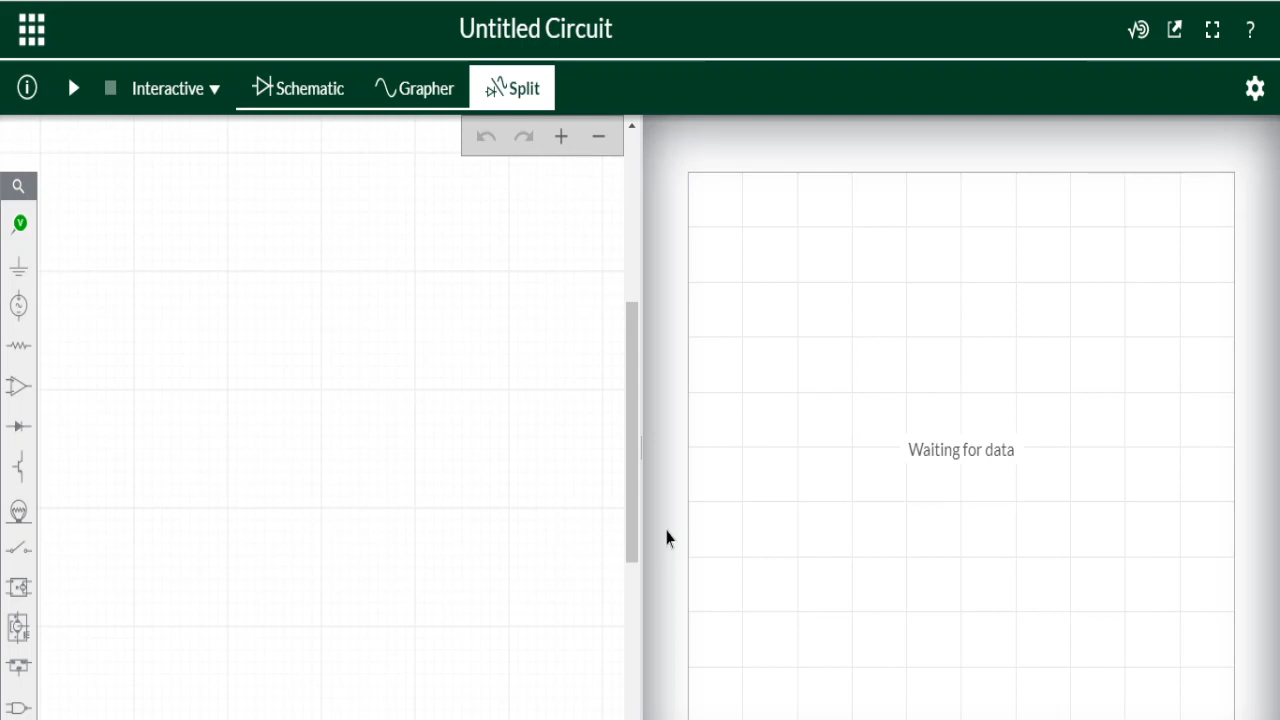 Untitled Circuit
?
i
Interactive ▼
Schematic
Grapher
Split
+
−
V
Waiting for data